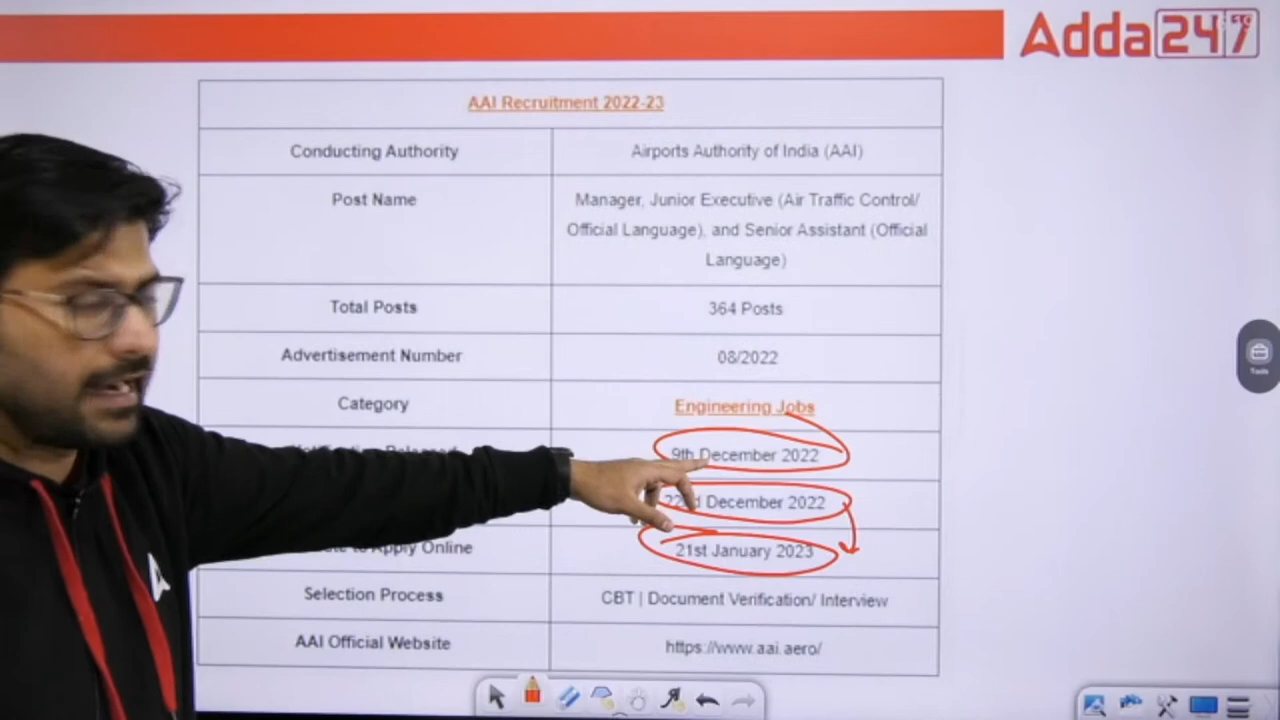 Adda247
AAI Recruitment 2022-23
Conducting Authority
Airports Authority of India (AAI)
Post Name
Manager, Junior Executive (Air Traffic Control/
Official Language), and Senior Assistant (Official
Language)
Total Posts
364 Posts
Advertisement Number
08/2022
Category
Engineering Jobs
9th December 2022
December 2022
to Apply Online
21st January 2023
Selection Process
CBT | Document Verification/ Interview
AAI Official Website
https://www.aai.aero/
Tools